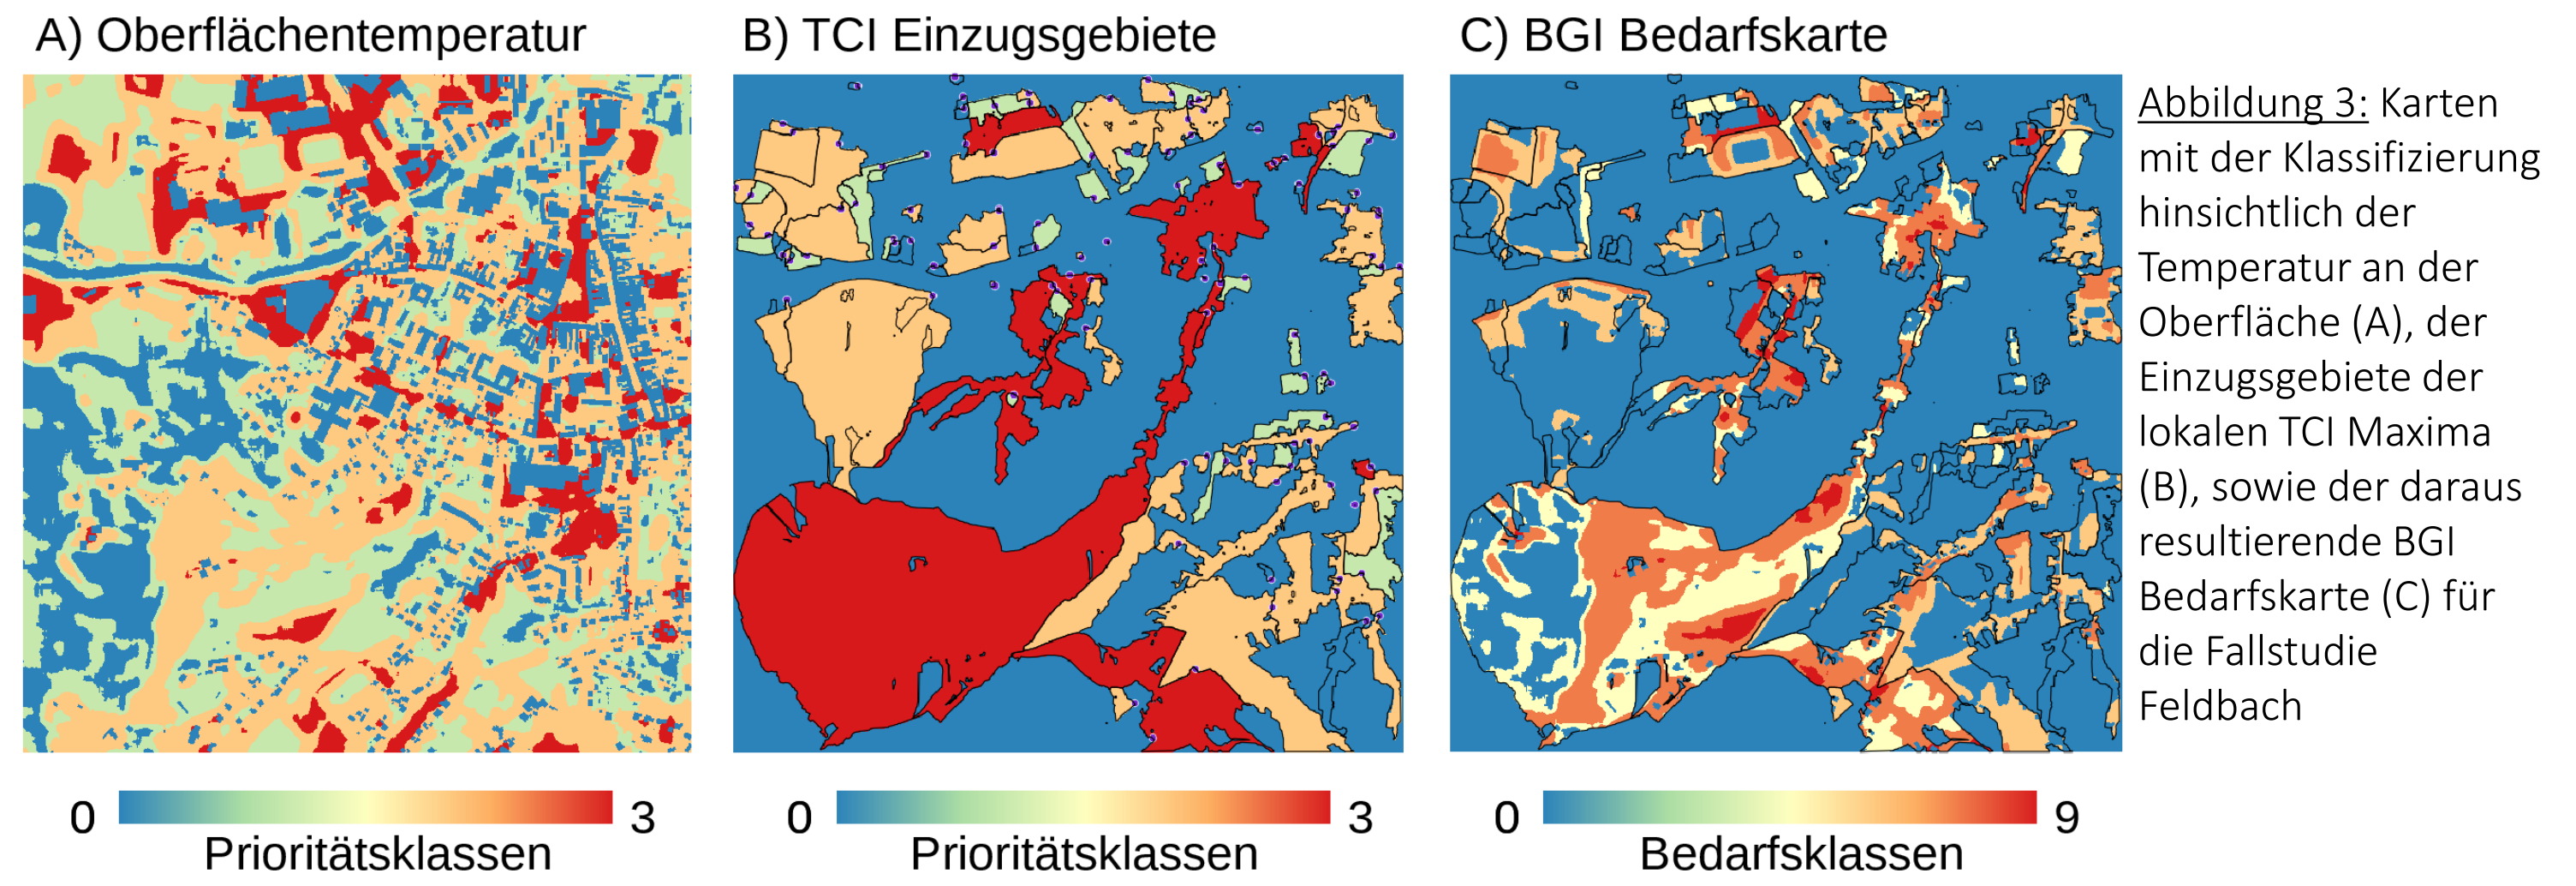 A) Oberflächentemperatur
B) TCI Einzugsgebiete
C) BGI Bedarfskarte
0
3
Prioritätsklassen
0
3
Prioritätsklassen
0
9
Bedarfsklassen
Abbildung 3: Karten
mit der Klassifizierung
hinsichtlich der
Temperatur an der
Oberfläche (A), der
Einzugsgebiete der
lokalen TCI Maxima
(B), sowie der daraus
resultierende BGI
Bedarfskarte (C) für
die Fallstudie
Feldbach